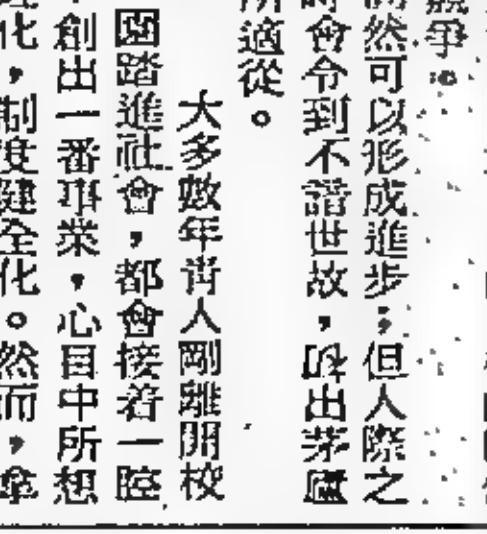 競爭。
然可以形成進步；但人際之
時會令到不諳世故，剛出茅廬
所適從。
大多數年青人剛離開校
園踏進社會，都會接着一腔
創出一番事業，心目中所想
化，制度健全化。然而，